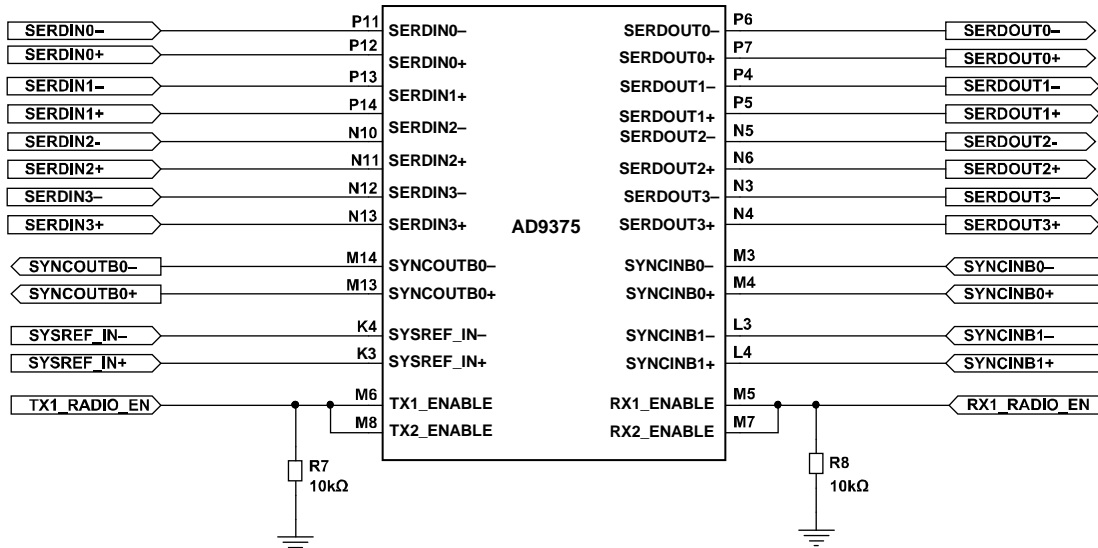 SERDIN0– P11 SERDIN0– SERDOUT0– P6 SERDOUT0–
SERDIN0+ P12 SERDIN0+ SERDOUT0+ P7 SERDOUT0+
SERDIN1– P13 SERDOUT1– P4 SERDOUT1–
SERDIN1+ P14 SERDIN1+ SERDOUT1+ P5 SERDOUT1+
SERDIN2- N10 SERDIN2– SERDOUT2– N5 SERDOUT2-
SERDIN2+ N11 SERDIN2+ SERDOUT2+ N6 SERDOUT2+
SERDIN3– N12 SERDIN3– SERDOUT3– N3 SERDOUT3–
SERDIN3+ N13 SERDIN3+ AD9375 SERDOUT3+ N4 SERDOUT3+
SYNCOUTB0– M14 SYNCOUTB0– SYNCINB0– M3 SYNCINB0–
SYNCOUTB0+ M13 SYNCOUTB0+ SYNCINB0+ M4 SYNCINB0+
SYSREF_IN– K4 SYSREF_IN– SYNCINB1– L3 SYNCINB1–
SYSREF_IN+ K3 SYSREF_IN+ SYNCINB1+ L4 SYNCINB1+
TX1_RADIO_EN M6 TX1_ENABLE RX1_ENABLE M5 RX1_RADIO_EN
M8 TX2_ENABLE RX2_ENABLE M7
R7 R8
10kΩ 10kΩ